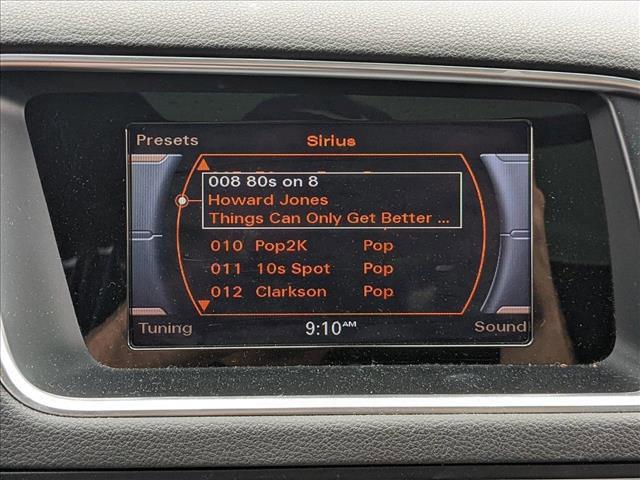 Presets Sirius
008 80s on 8
Howard Jones
Things Can Only Get Better ...
010 Pop2K Pop
011 10s Spot Pop
012 Clarkson Pop
Tuning 9:10AM Sound